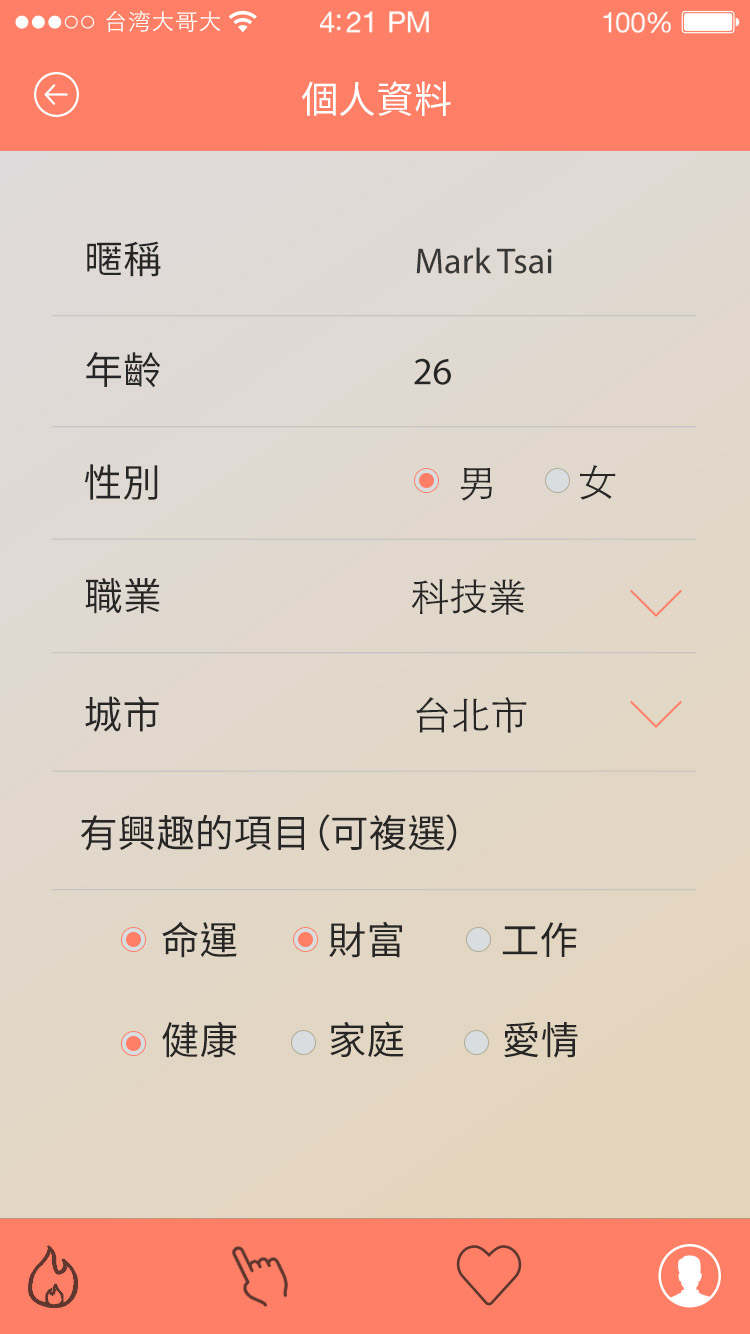 台湾大哥大 4:21 PM 100%
個人資料
暱稱 Mark Tsai
年齡 26
性別 男 女
職業 科技業
城市 台北市
有興趣的項目(可複選)
命運 財富 工作
健康 家庭 愛情